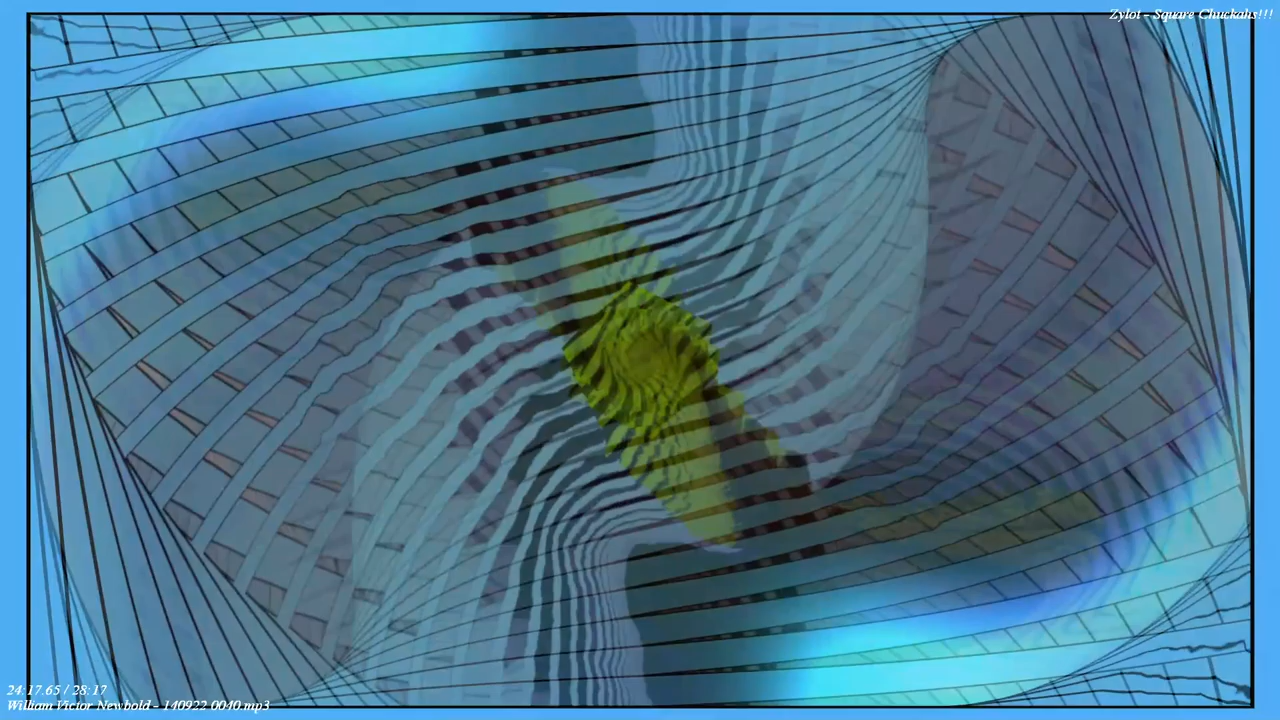 Zylot - Square Chuckahs!!!
24:17.65 / 28:17
William Victor Newbold - 140922 0040.mp3